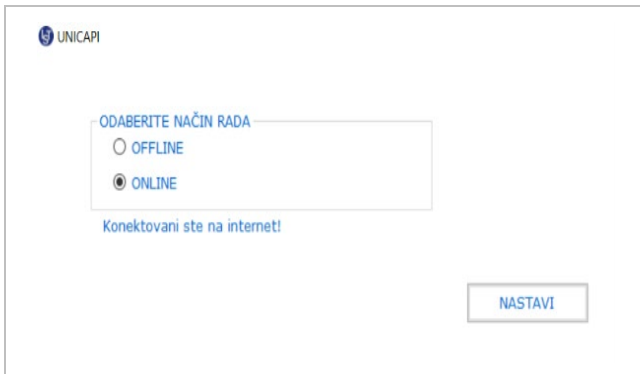 UNICAPI
ODABERITE NAČIN RADA
OFFLINE
ONLINE
Konektovani ste na internet!
NASTAVI